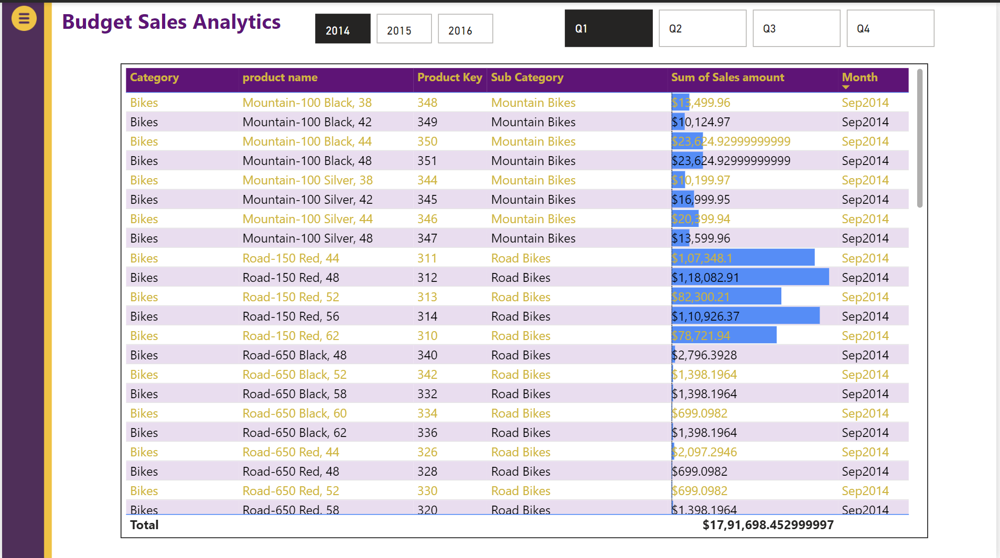 Budget Sales Analytics 2014 2015 2016 Q1 Q2 Q3 Q4
Category product name Product Key Sub Category Sum of Sales amount Month
Bikes Mountain-100 Black, 38 348 Mountain Bikes $13,499.96 Sep2014
Bikes Mountain-100 Black, 42 349 Mountain Bikes $10,124.97 Sep2014
Bikes Mountain-100 Black, 44 350 Mountain Bikes $23,624.92999999999 Sep2014
Bikes Mountain-100 Black, 48 351 Mountain Bikes $23,624.92999999999 Sep2014
Bikes Mountain-100 Silver, 38 344 Mountain Bikes $10,199.97 Sep2014
Bikes Mountain-100 Silver, 42 345 Mountain Bikes $16,999.95 Sep2014
Bikes Mountain-100 Silver, 44 346 Mountain Bikes $20,399.94 Sep2014
Bikes Mountain-100 Silver, 48 347 Mountain Bikes $13,599.96 Sep2014
Bikes Road-150 Red, 44 311 Road Bikes $1,07,348.1 Sep2014
Bikes Road-150 Red, 48 312 Road Bikes $1,18,082.91 Sep2014
Bikes Road-150 Red, 52 313 Road Bikes $82,300.21 Sep2014
Bikes Road-150 Red, 56 314 Road Bikes $1,10,926.37 Sep2014
Bikes Road-150 Red, 62 310 Road Bikes $78,721.94 Sep2014
Bikes Road-650 Black, 48 340 Road Bikes $2,796.3928 Sep2014
Bikes Road-650 Black, 52 342 Road Bikes $1,398.1964 Sep2014
Bikes Road-650 Black, 58 332 Road Bikes $1,398.1964 Sep2014
Bikes Road-650 Black, 60 334 Road Bikes $699.0982 Sep2014
Bikes Road-650 Black, 62 336 Road Bikes $1,398.1964 Sep2014
Bikes Road-650 Red, 44 326 Road Bikes $2,097.2946 Sep2014
Bikes Road-650 Red, 48 328 Road Bikes $699.0982 Sep2014
Bikes Road-650 Red, 52 330 Road Bikes $699.0982 Sep2014
Bikes Road-650 Red, 58 320 Road Bikes $1,398.1964 Sep2014
Total $17,91,698.452999997